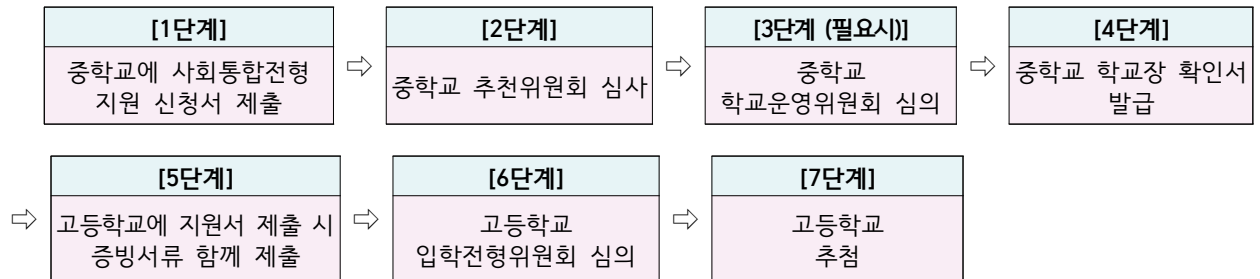 [1단계]
중학교에 사회통합전형
지원 신청서 제출
⇨
[2단계]
중학교 추천위원회 심사
⇨
[3단계 (필요시)]
중학교
학교운영위원회 심의
⇨
[4단계]
중학교 학교장 확인서
발급
⇨
[5단계]
고등학교에 지원서 제출 시
증빙서류 함께 제출
⇨
[6단계]
고등학교
입학전형위원회 심의
⇨
[7단계]
고등학교
추첨